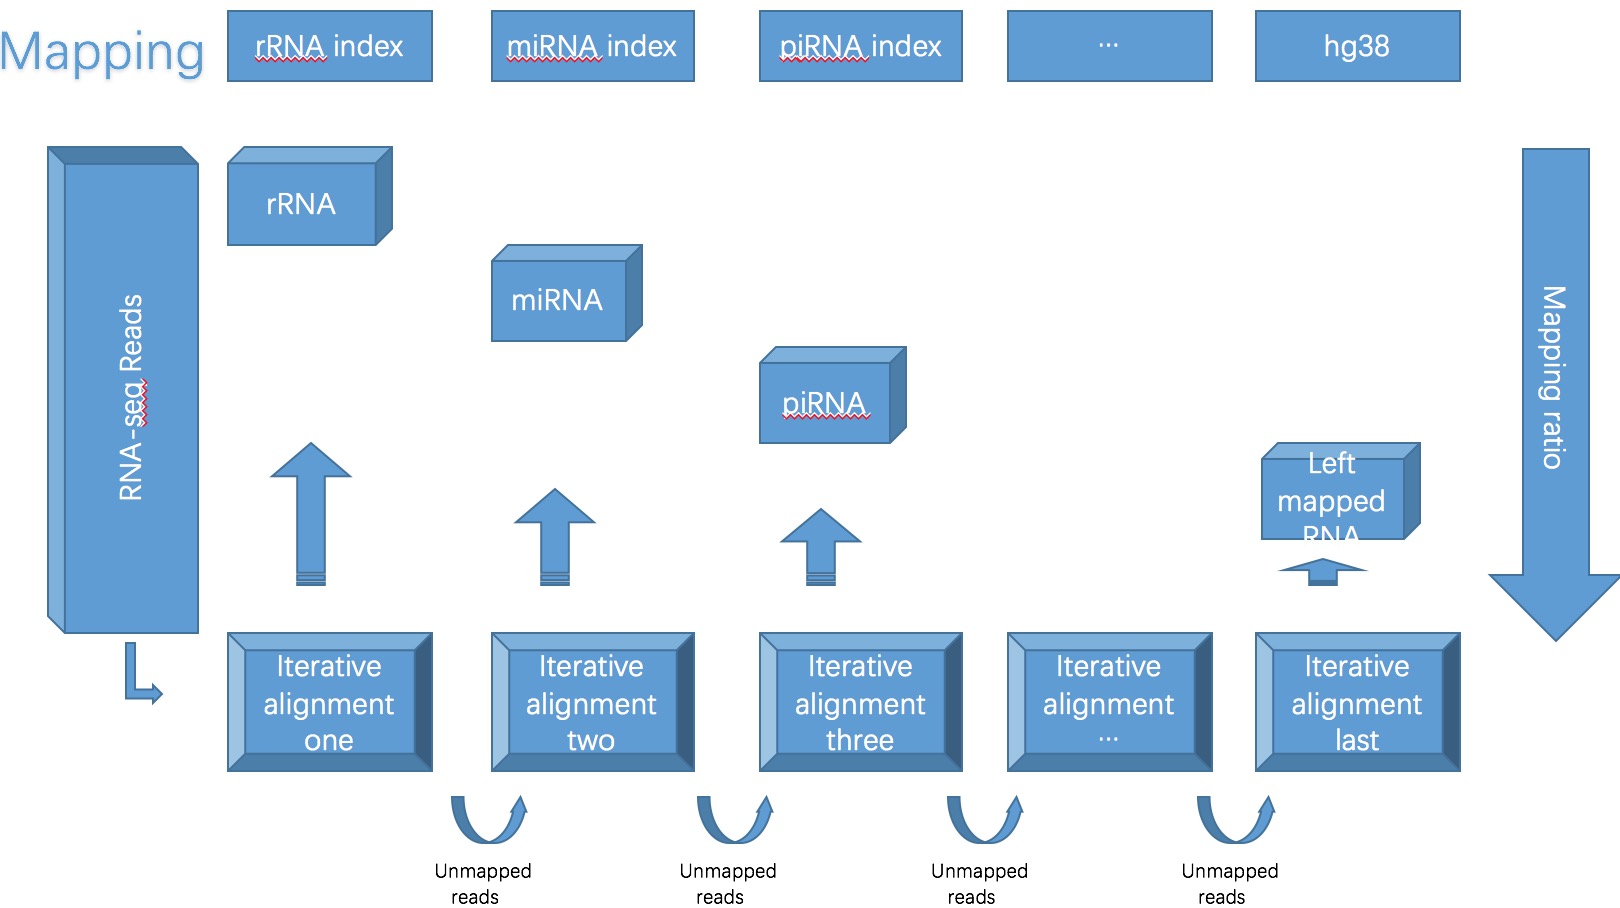 Mapping
rRNA index
miRNA index
piRNA index
...
hg38
RNA-seq Reads
rRNA
miRNA
piRNA
Left
mapped
RNA
Mapping ratio
Iterative
alignment
one
Iterative
alignment
two
Iterative
alignment
three
Iterative
alignment
...
Iterative
alignment
last
Unmapped
reads
Unmapped
reads
Unmapped
reads
Unmapped
reads